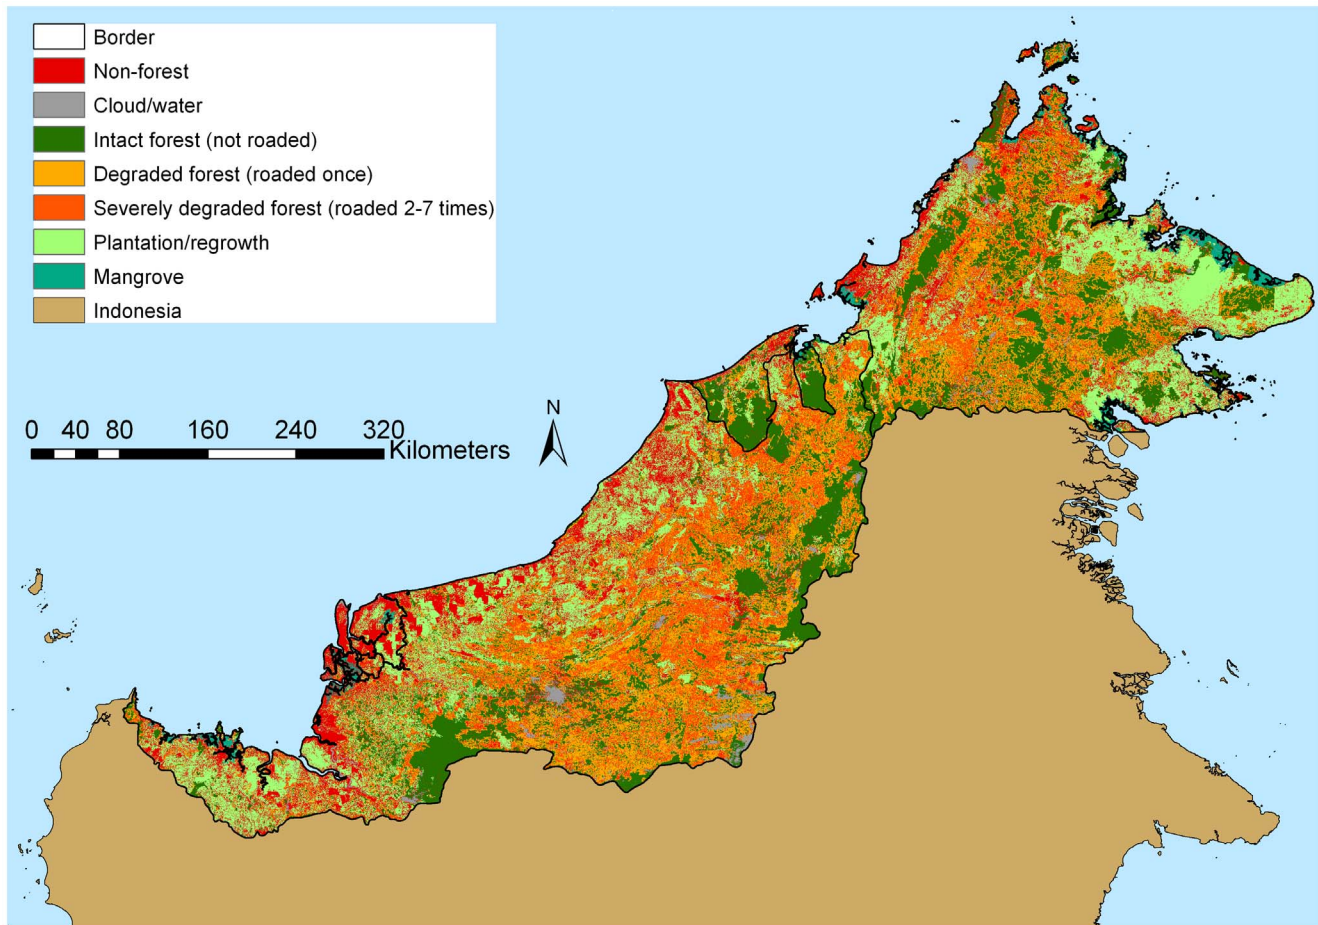 Border
Non-forest
Cloud/water
Intact forest (not roaded)
Degraded forest (roaded once)
Severely degraded forest (roaded 2-7 times)
Plantation/regrowth
Mangrove
Indonesia
N
0 40 80 160 240 320 Kilometers